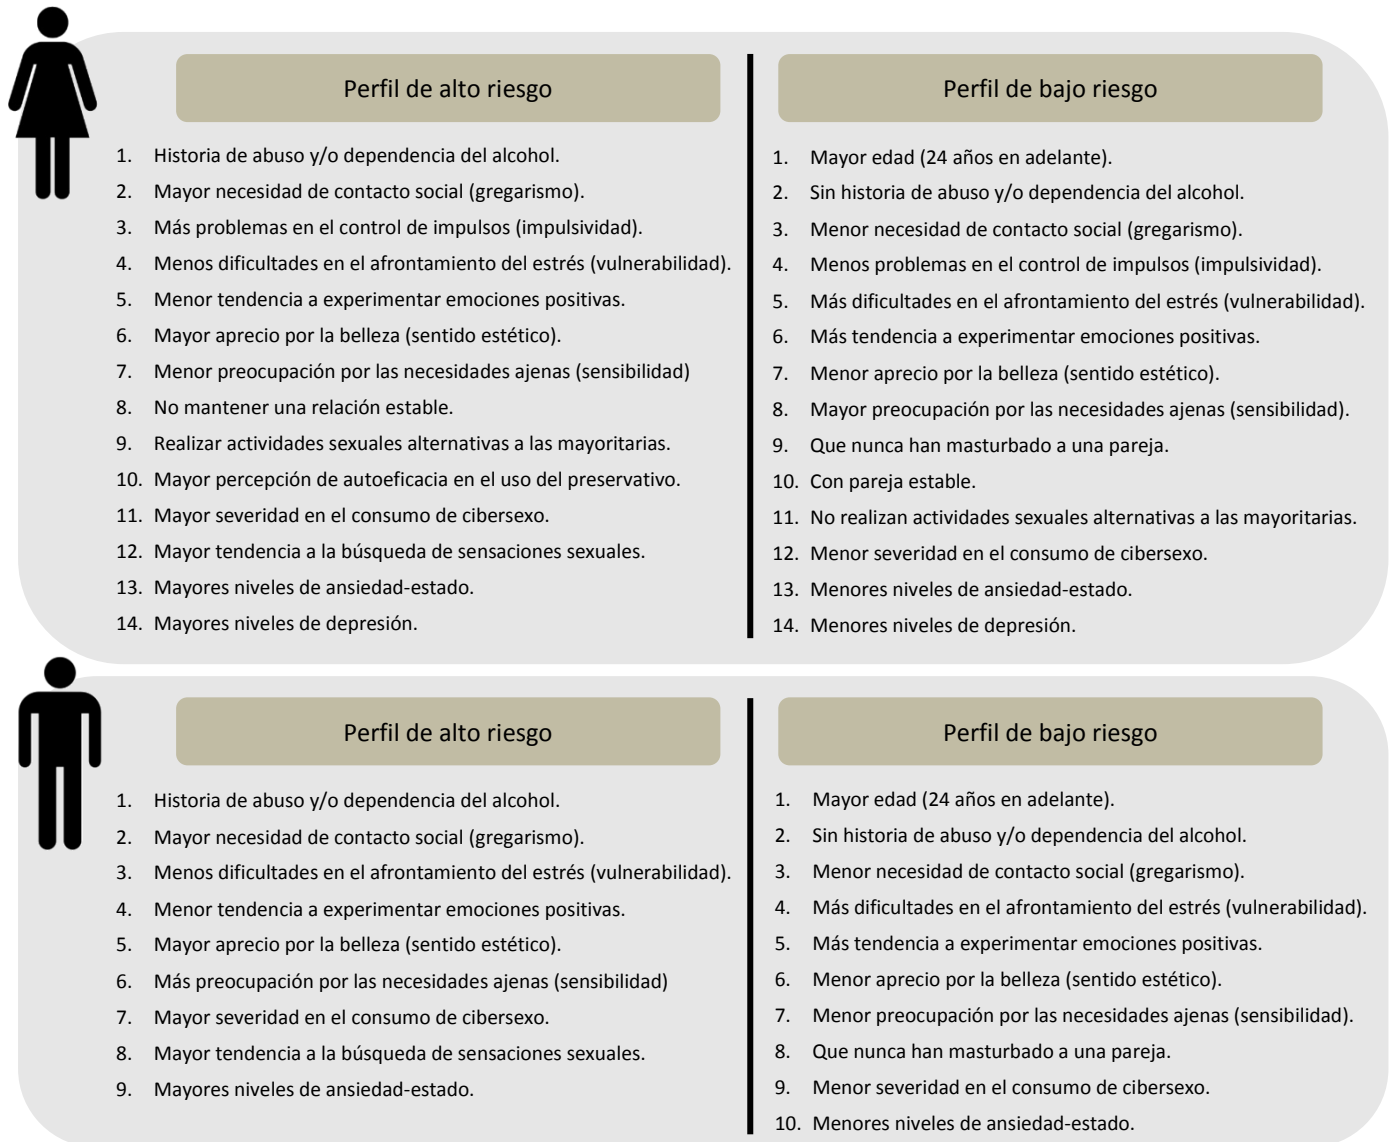 Perfil de alto riesgo
1. Historia de abuso y/o dependencia del alcohol.
2. Mayor necesidad de contacto social (gregarismo).
3. Más problemas en el control de impulsos (impulsividad).
4. Menos dificultades en el afrontamiento del estrés (vulnerabilidad).
5. Menor tendencia a experimentar emociones positivas.
6. Mayor aprecio por la belleza (sentido estético).
7. Menor preocupación por las necesidades ajenas (sensibilidad)
8. No mantener una relación estable.
9. Realizar actividades sexuales alternativas a las mayoritarias.
10. Mayor percepción de autoeficacia en el uso del preservativo.
11. Mayor severidad en el consumo de cibersexo.
12. Mayor tendencia a la búsqueda de sensaciones sexuales.
13. Mayores niveles de ansiedad-estado.
14. Mayores niveles de depresión.
Perfil de bajo riesgo
1. Mayor edad (24 años en adelante).
2. Sin historia de abuso y/o dependencia del alcohol.
3. Menor necesidad de contacto social (gregarismo).
4. Menos problemas en el control de impulsos (impulsividad).
5. Más dificultades en el afrontamiento del estrés (vulnerabilidad).
6. Más tendencia a experimentar emociones positivas.
7. Menor aprecio por la belleza (sentido estético).
8. Mayor preocupación por las necesidades ajenas (sensibilidad).
9. Que nunca han masturbado a una pareja.
10. Con pareja estable.
11. No realizan actividades sexuales alternativas a las mayoritarias.
12. Menor severidad en el consumo de cibersexo.
13. Menores niveles de ansiedad-estado.
14. Menores niveles de depresión.
Perfil de alto riesgo
1. Historia de abuso y/o dependencia del alcohol.
2. Mayor necesidad de contacto social (gregarismo).
3. Menos dificultades en el afrontamiento del estrés (vulnerabilidad).
4. Menor tendencia a experimentar emociones positivas.
5. Mayor aprecio por la belleza (sentido estético).
6. Más preocupación por las necesidades ajenas (sensibilidad)
7. Mayor severidad en el consumo de cibersexo.
8. Mayor tendencia a la búsqueda de sensaciones sexuales.
9. Mayores niveles de ansiedad-estado.
Perfil de bajo riesgo
1. Mayor edad (24 años en adelante).
2. Sin historia de abuso y/o dependencia del alcohol.
3. Menor necesidad de contacto social (gregarismo).
4. Más dificultades en el afrontamiento del estrés (vulnerabilidad).
5. Más tendencia a experimentar emociones positivas.
6. Menor aprecio por la belleza (sentido estético).
7. Menor preocupación por las necesidades ajenas (sensibilidad).
8. Que nunca han masturbado a una pareja.
9. Menor severidad en el consumo de cibersexo.
10. Menores niveles de ansiedad-estado.